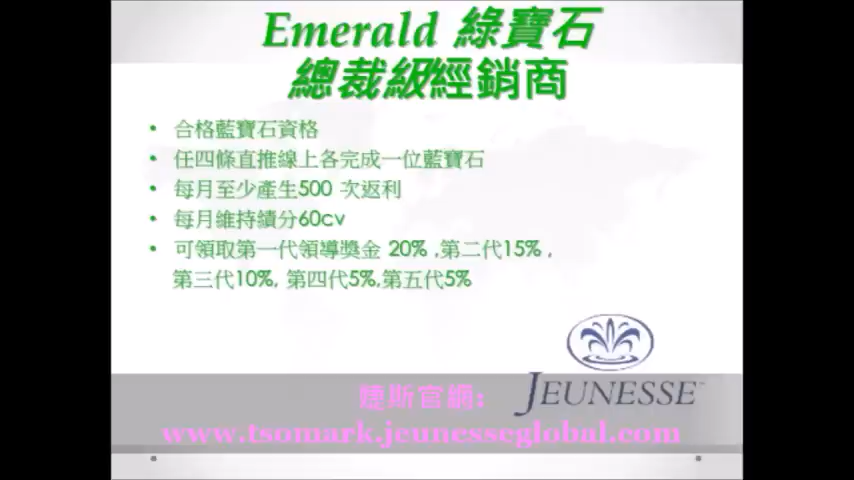 Emerald 綠寶石
總裁級經銷商
• 合格藍寶石資格
• 任四條直推線上各完成一位藍寶石
• 每月至少產生500 次返利
• 每月維持績分60cv
• 可領取第一代領導獎金 20% ,第二代15% ,
第三代10%, 第四代5%,第五代5%
JEUNESSE™
婕斯官網:
www.tsomark.jeunesseglobal.com